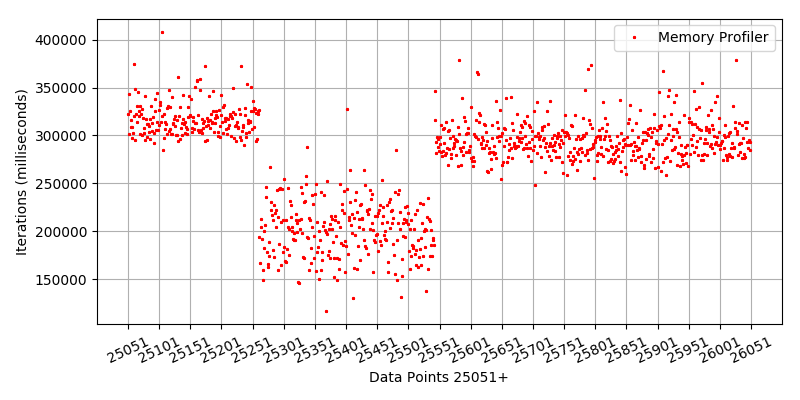 Memory Profiler
400000
350000
300000
250000
200000
150000
Iterations (milliseconds)
25051 25101 25151 25201 25251 25301 25351 25401 25451 25501 25551 25601 25651 25701 25751 25801 25851 25901 25951 26001 26051
Data Points 25051+